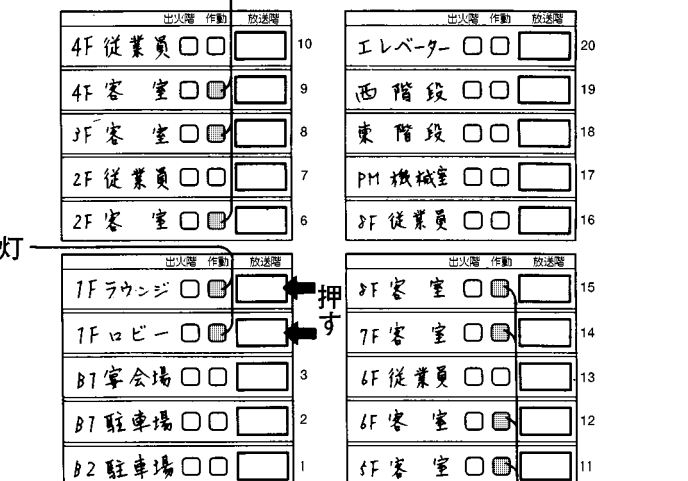 出火階 作動 放送階
4F 従業員 10
4F 客室 9
3F 客室 8
2F 従業員 7
2F 客室 6
灯
出火階 作動 放送階
1F ラウンジ
1F ロビー
押す
B1 宴会場 3
B1 駐車場 2
B2 駐車場 1
出火階 作動 放送階
エレベーター 20
西階段 19
東階段 18
PH 機械室 17
8F 従業員 16
出火階 作動 放送階
8F 客室 15
7F 客室 14
6F 従業員 13
6F 客室 12
5F 客室 11